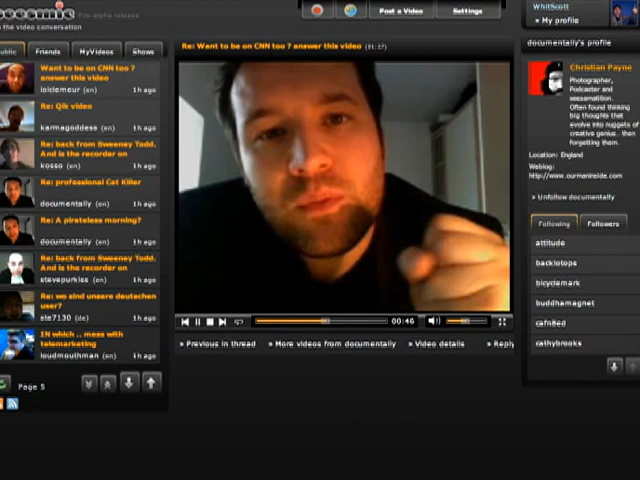 Pre-alpha release
the video conversation
Post a Video
Settings
WhitScott
» My profile
Friends
MyVideos
Shows
Re: Want to be on CNN too ? answer this video (01:27)
documentally's profile
Want to be on CNN too ?
answer this video
loiclemeur (en) 1h ago
Re: Qik video
karmagoddess (en) 1h ago
Re: back from Sweeney Todd.
And is the recorder on
kosso (en) 1h ago
Re: professional Cat Killer
documentally (en) 1h ago
Re: A pirateless morning?
documentally (en) 1h ago
Re: back from Sweeney Todd.
And is the recorder on
stevepurkiss (en) 1h ago
Re: wo sind unsere deutschen
user?
ste7130 (de) 1h ago
IN which .. mess with
telemarketing
loudmouthman (en) 1h ago
Page 5
00:46
» Previous in thread
» More videos from documentally
» Video details
» Reply
Christian Payne
Photographer,
Podcaster and
Often found thinking
big thoughts that
evolve into nuggets of
creative genius.. then
forgetting them.
Location: England
Weblog:
http://www.ourmaninside.com
» Unfollow documentally
Following
Followers
attitude
backlotops
bicyclemark
buddhamagnet
cafn8ed
cathybrooks